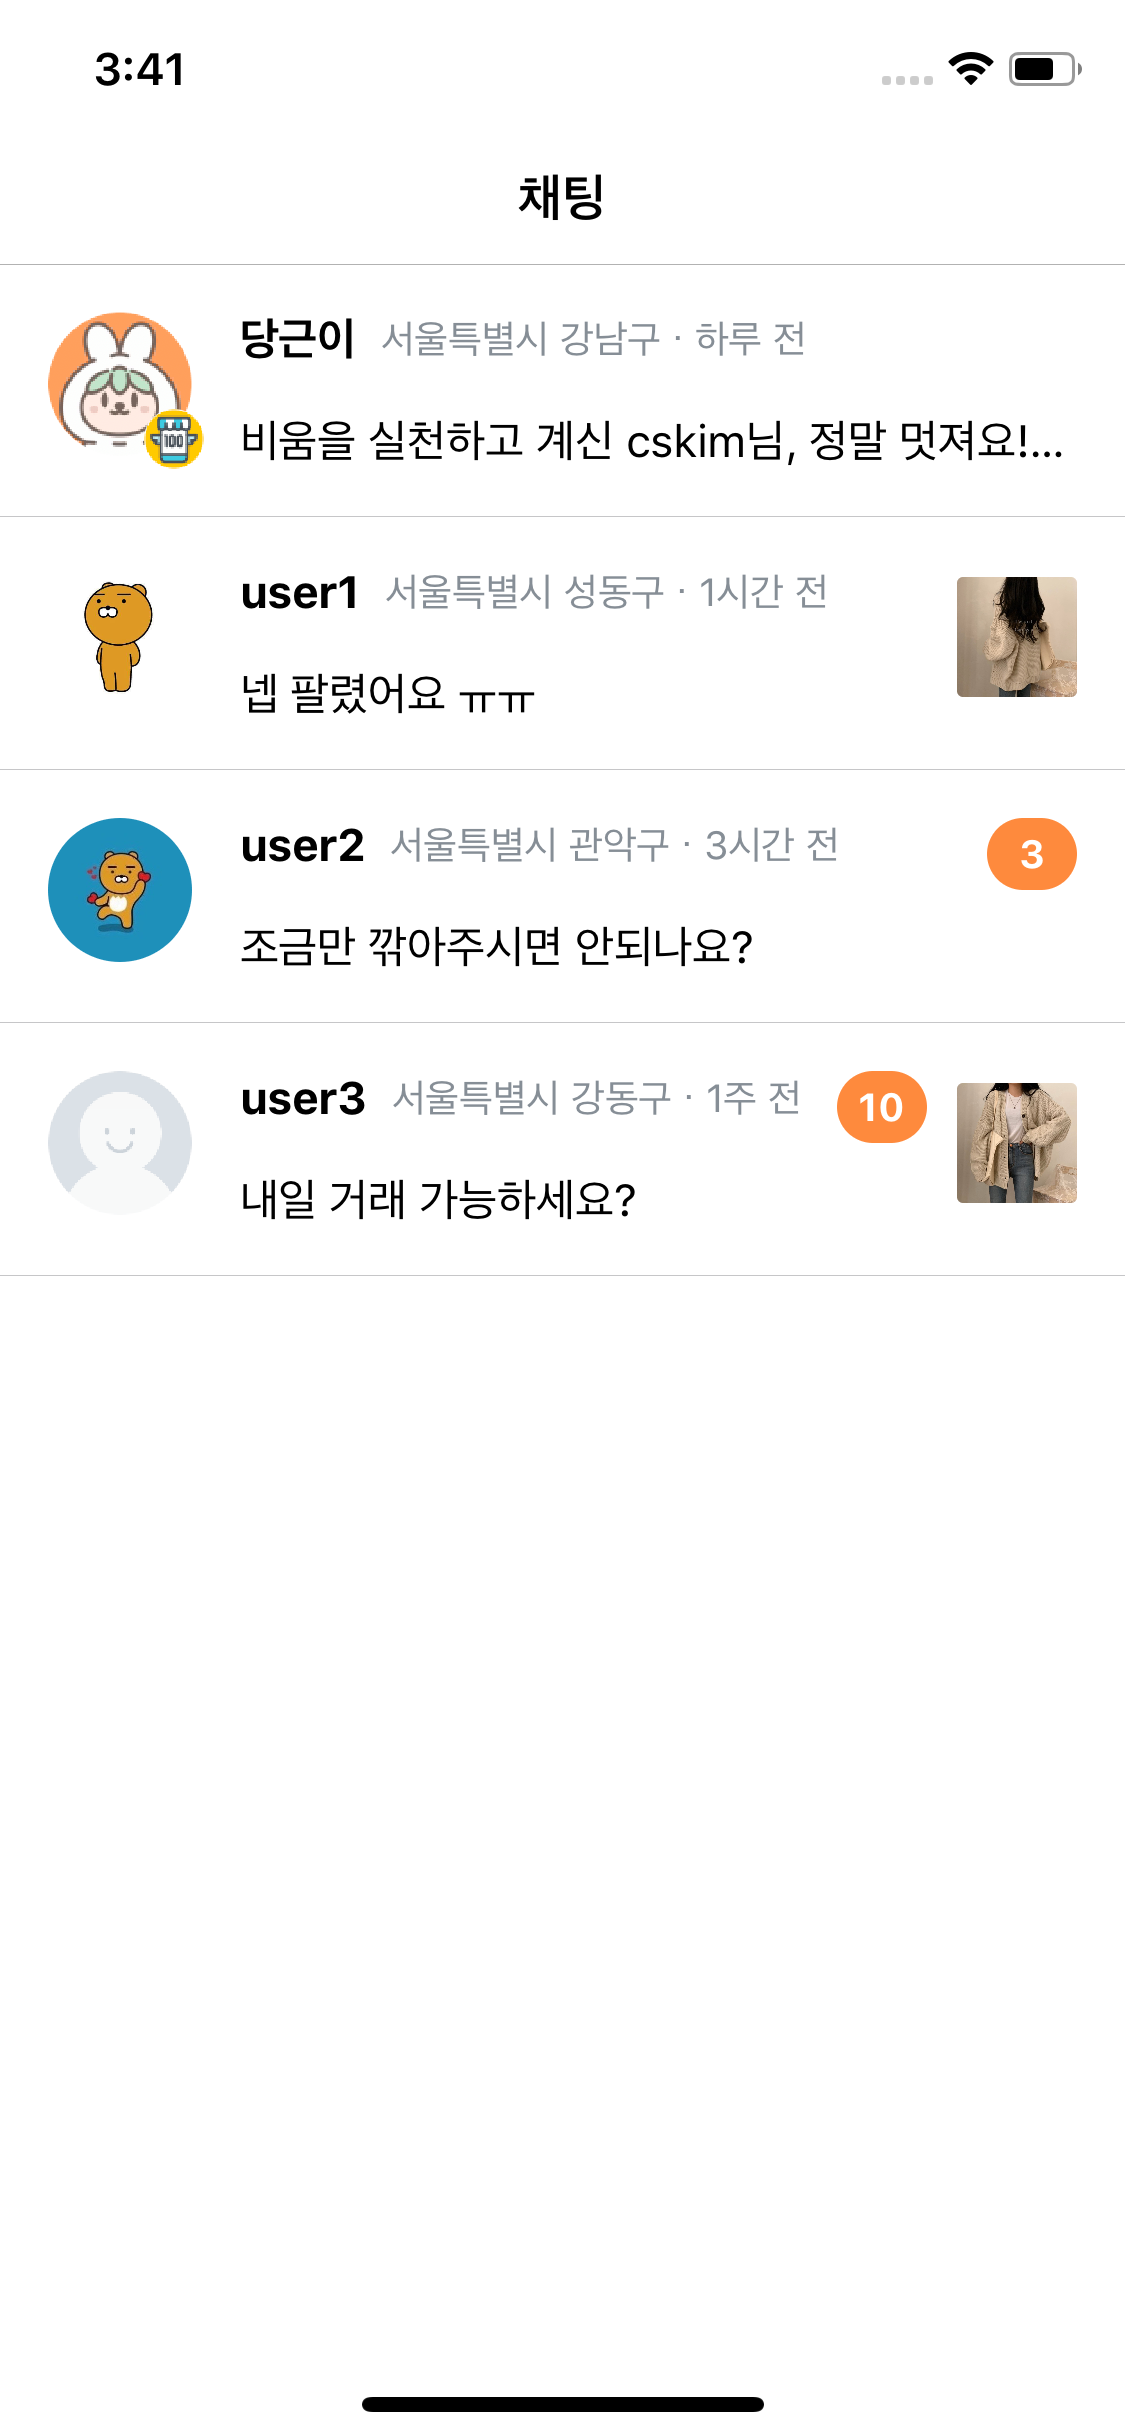 3:41
채팅
당근이 서울특별시 강남구 · 하루 전
100
비움을 실천하고 계신 cskim님, 정말 멋져요!...
user1 서울특별시 성동구 · 1시간 전
넵 팔렸어요 ㅠㅠ
user2 서울특별시 관악구 · 3시간 전 3
조금만 깎아주시면 안되나요?
user3 서울특별시 강동구 · 1주 전 10
내일 거래 가능하세요?